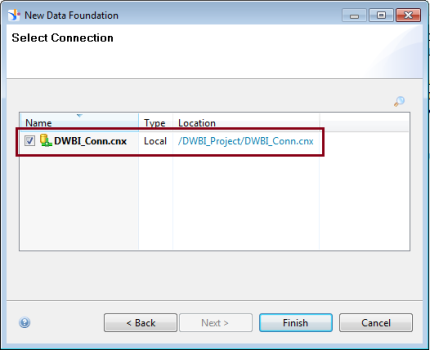 New Data Foundation
Select Connection
Name Type Location
DWBI_Conn.cnx Local /DWBI_Project/DWBI_Conn.cnx
< Back Next > Finish Cancel